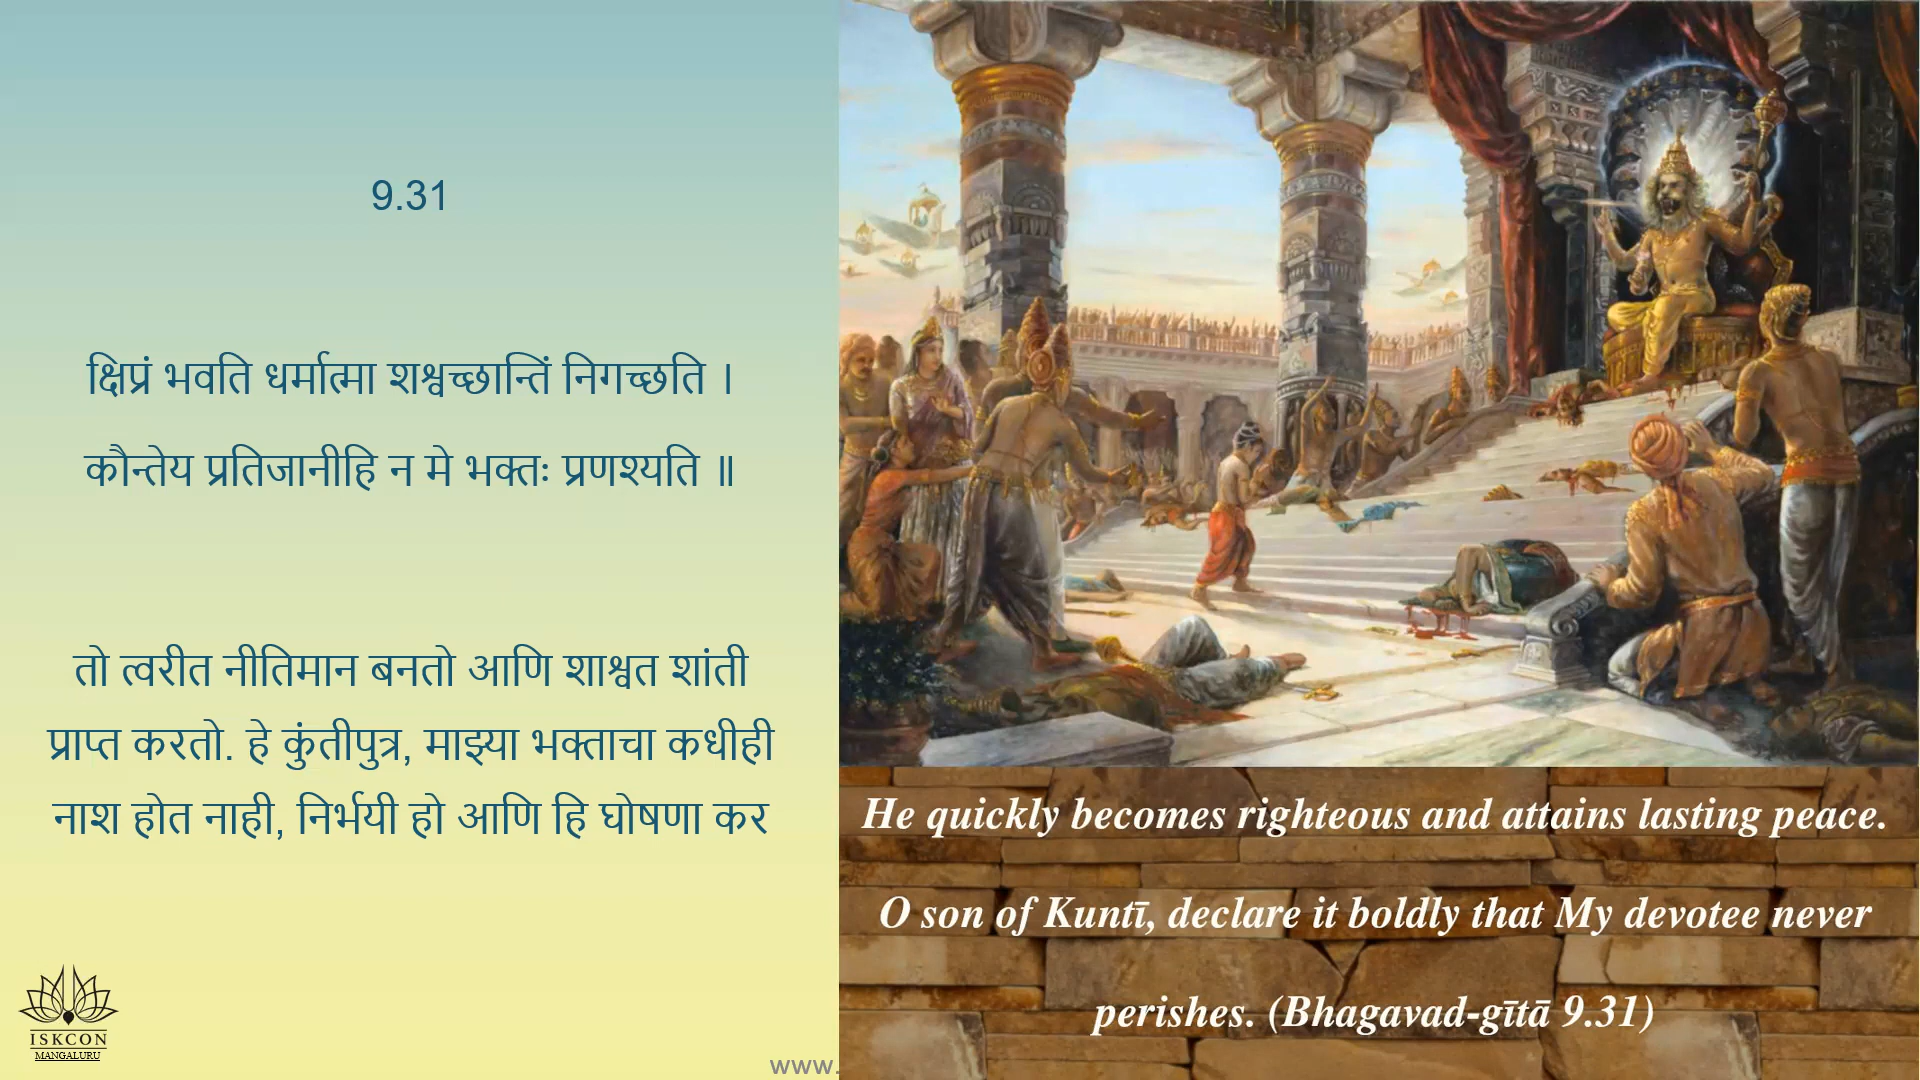 9.31
क्षिप्रं भवति धर्मात्मा शश्वच्छान्तिं निगच्छति ।
कौन्तेय प्रतिजानीहि न मे भक्तः प्रणश्यति ॥
तो त्वरीत नीतिमान बनतो आणि शाश्वत शांती
प्राप्त करतो. हे कुंतीपुत्र, माझ्या भक्ताचा कधीही
नाश होत नाही, निर्भयी हो आणि हि घोषणा कर
ISKCON
MANGALURU
www.
He quickly becomes righteous and attains lasting peace.
O son of Kuntī, declare it boldly that My devotee never
perishes. (Bhagavad-gītā 9.31)